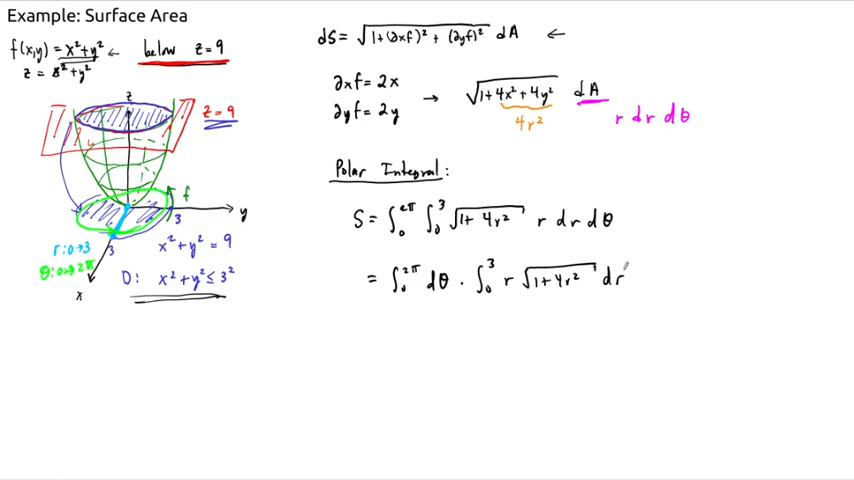 Example: Surface Area
f(x,y) = x² + y² ← below z = 9
z = x² + y²
z
z = 9
f
y
3
3
x
r: 0→3
θ: 0→2π
x² + y² = 9
D: x² + y² ≤ 3²
dS = √(1 + (∂xf)² + (∂yf)²) dA ←
∂xf = 2x
∂yf = 2y
→ √(1 + 4x² + 4y²) dA
4r²
r dr dθ
Polar Integral:
S = ∫₀^2π ∫₀^3 √(1 + 4r²) r dr dθ
= ∫₀^2π dθ · ∫₀^3 r √(1 + 4r²) dr